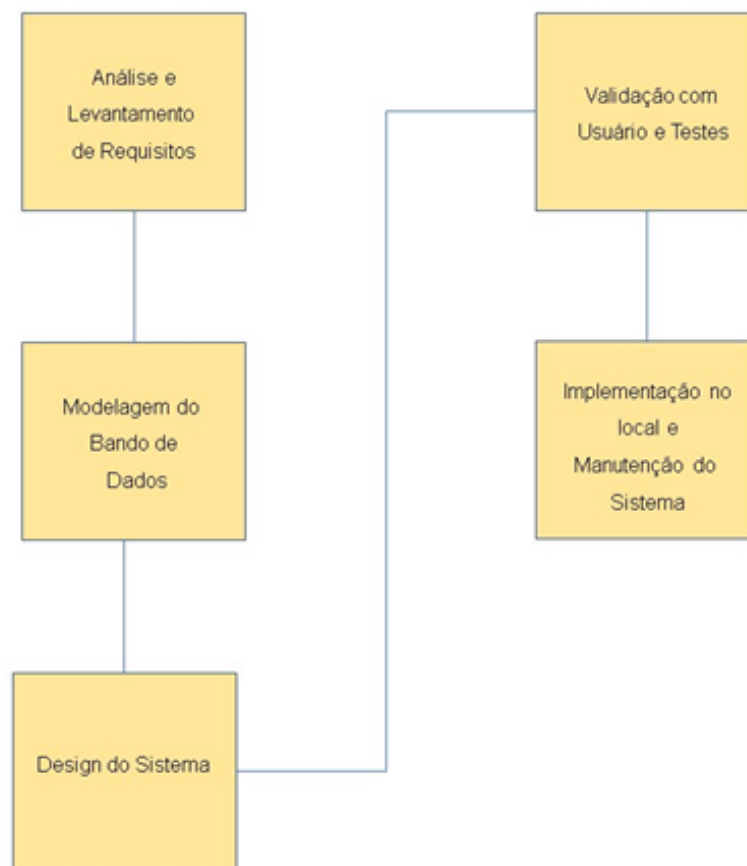 Análise e
Levantamento
de Requisitos
Modelagem do
Bando de
Dados
Design do Sistema
Validação com
Usuário e Testes
Implementação no
local e
Manutenção do
Sistema